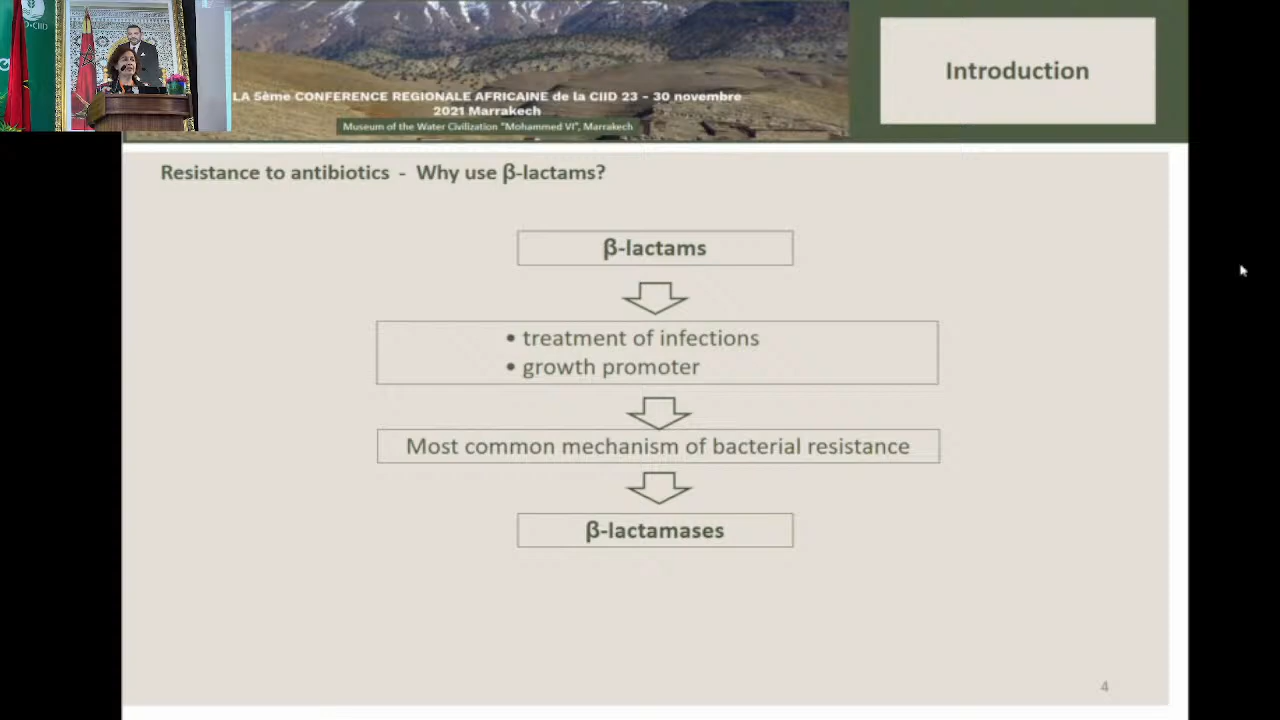 CIID
LA 5ème CONFERENCE REGIONALE AFRICAINE de la CIID 23 - 30 novembre
2021 Marrakech
Museum of the Water Civilization "Mohammed VI", Marrakech
Introduction
Resistance to antibiotics - Why use β-lactams?
β-lactams
• treatment of infections
• growth promoter
Most common mechanism of bacterial resistance
β-lactamases
4